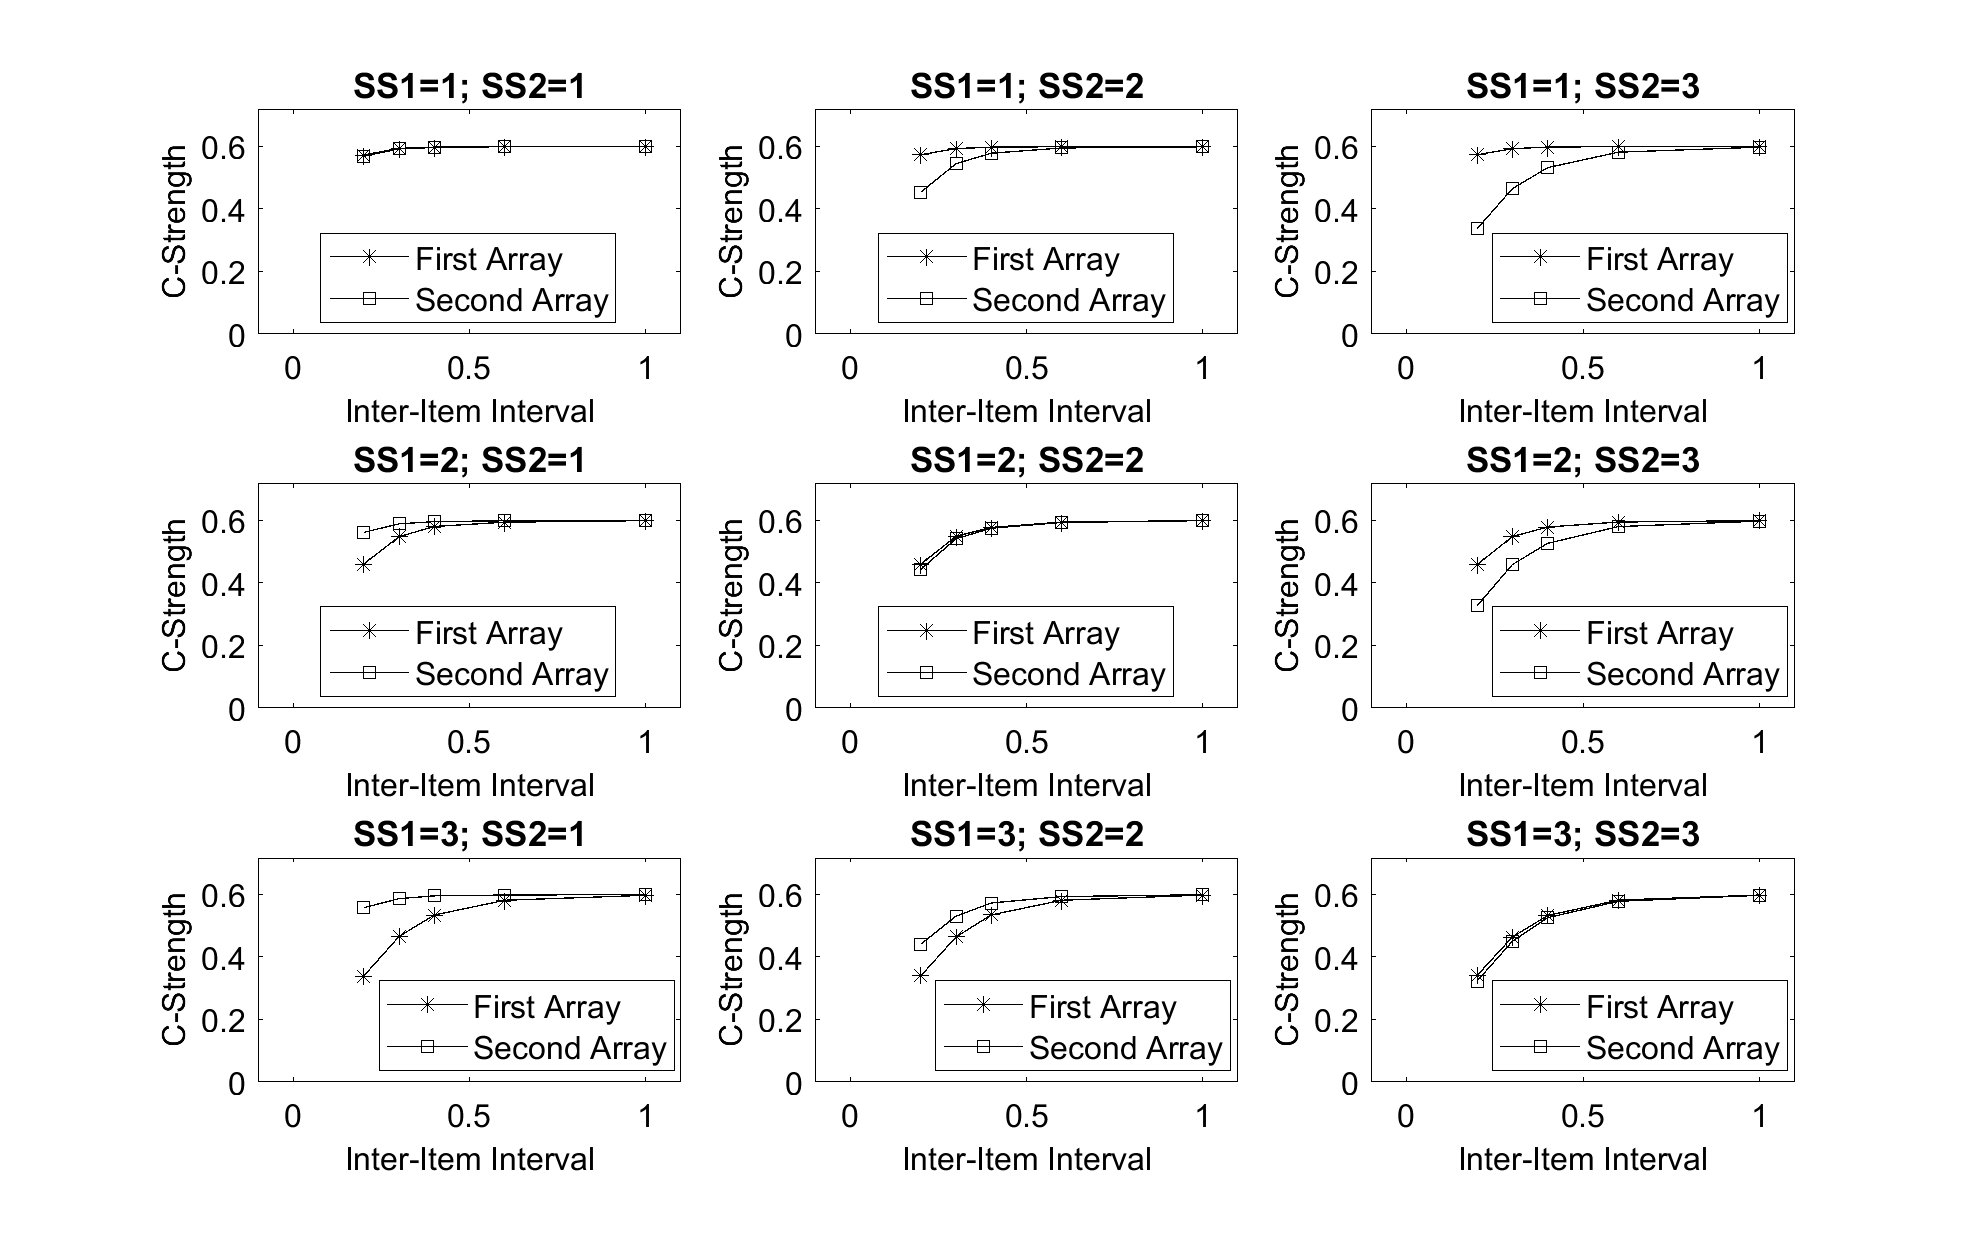 SS1=1; SS2=1
0.6
0.4
0.2
0
C-Strength
First Array
Second Array
0 0.5 1
Inter-Item Interval
SS1=1; SS2=2
0.6
0.4
0.2
0
C-Strength
First Array
Second Array
0 0.5 1
Inter-Item Interval
SS1=1; SS2=3
0.6
0.4
0.2
0
C-Strength
First Array
Second Array
0 0.5 1
Inter-Item Interval
SS1=2; SS2=1
0.6
0.4
0.2
0
C-Strength
First Array
Second Array
0 0.5 1
Inter-Item Interval
SS1=2; SS2=2
0.6
0.4
0.2
0
C-Strength
First Array
Second Array
0 0.5 1
Inter-Item Interval
SS1=2; SS2=3
0.6
0.4
0.2
0
C-Strength
First Array
Second Array
0 0.5 1
Inter-Item Interval
SS1=3; SS2=1
0.6
0.4
0.2
0
C-Strength
First Array
Second Array
0 0.5 1
Inter-Item Interval
SS1=3; SS2=2
0.6
0.4
0.2
0
C-Strength
First Array
Second Array
0 0.5 1
Inter-Item Interval
SS1=3; SS2=3
0.6
0.4
0.2
0
C-Strength
First Array
Second Array
0 0.5 1
Inter-Item Interval